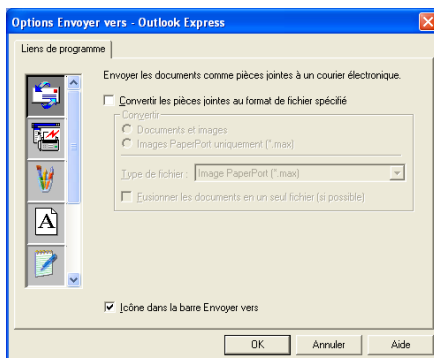 Options Envoyer vers - Outlook Express
Liens de programme
Envoyer les documents comme pièces jointes à un courier électronique.
Convertir les pièces jointes au format de fichier spécifié
Convertir
Documents et images
Images PaperPort uniquement (*.max)
Type de fichier : Image PaperPort (*.max)
Fusionner les documents en un seul fichier (si possible)
A
Icône dans la barre Envoyer vers
OK Annuler Aide